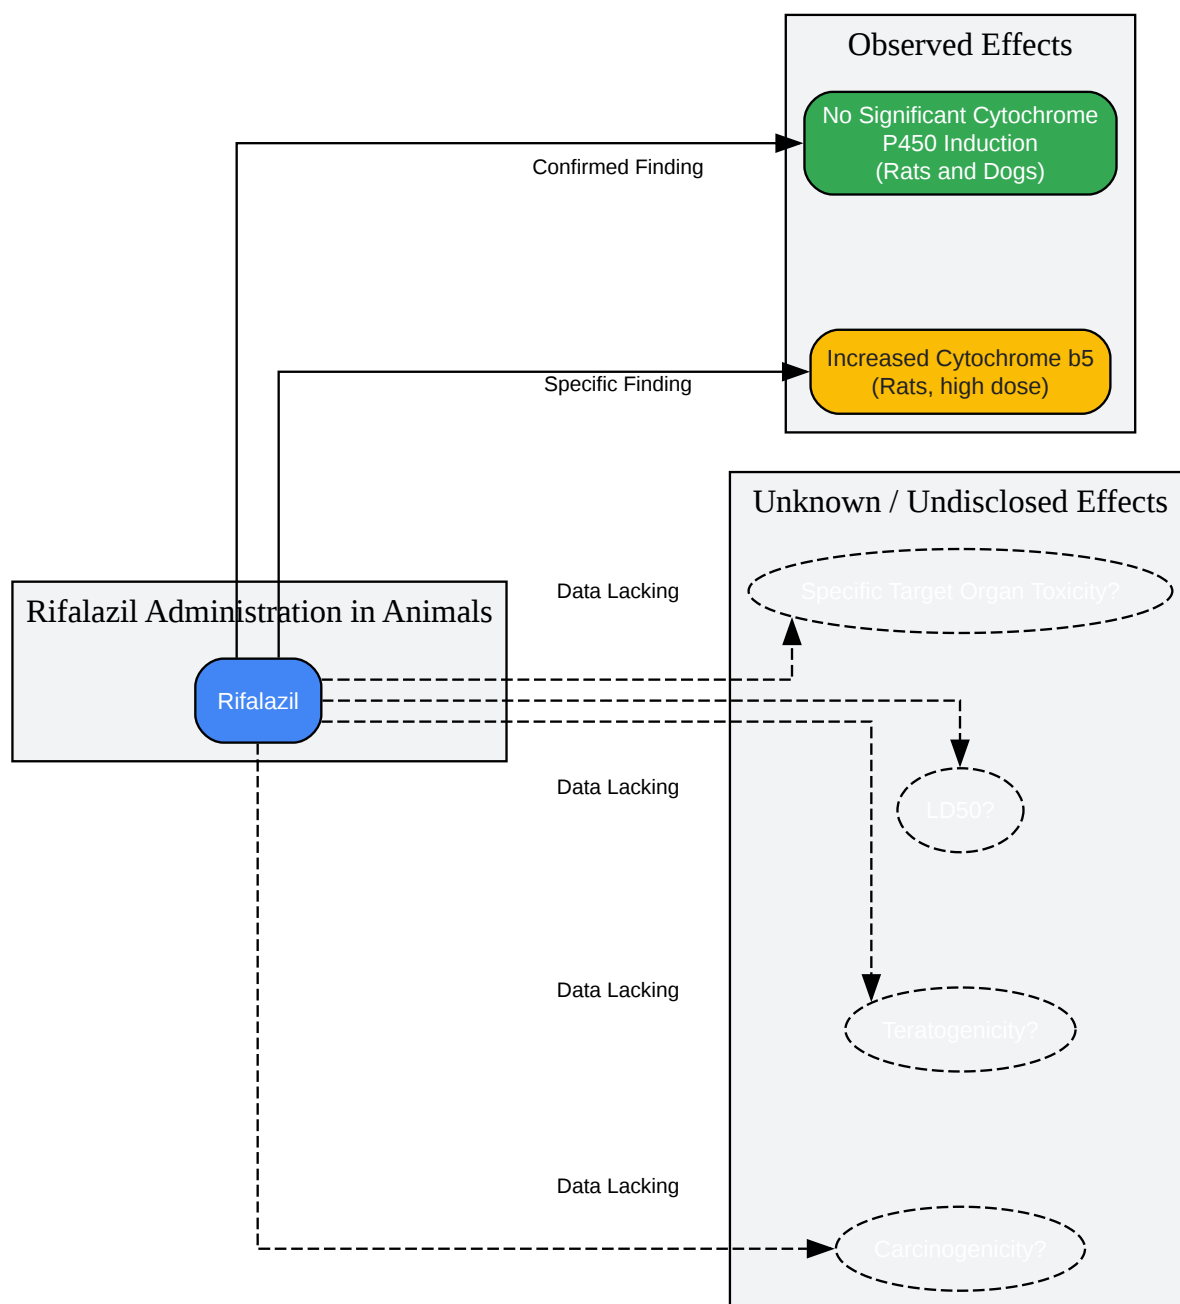 Observed Effects
No Significant Cytochrome
P450 Induction
(Rats and Dogs)
Confirmed Finding
Increased Cytochrome b5
(Rats, high dose)
Specific Finding
Unknown / Undisclosed Effects
Data Lacking
Specific Target Organ Toxicity?
Rifalazil Administration in Animals
Rifalazil
Data Lacking
LD50?
Data Lacking
Teratogenicity?
Data Lacking
Carcinogenicity?